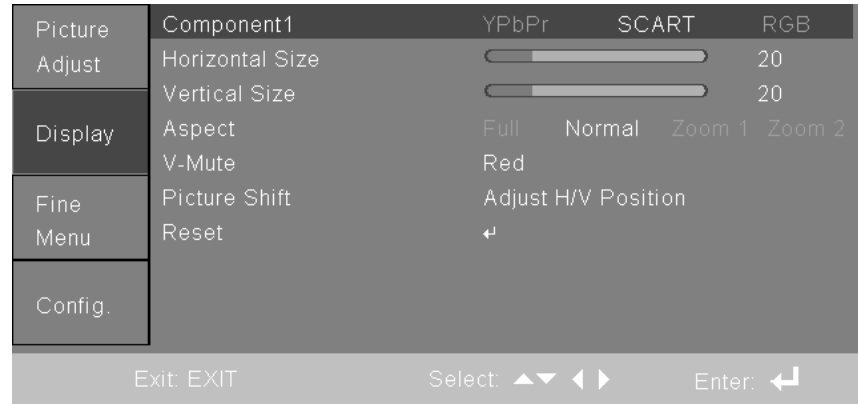 Picture
Adjust
Display
Fine
Menu
Config.
Component1 YPbPr SCART RGB
Horizontal Size 20
Vertical Size 20
Aspect Full Normal Zoom 1 Zoom 2
V-Mute Red
Picture Shift Adjust H/V Position
Reset ↵
Exit: EXIT Select: ▲▼ ◀ ▶ Enter: ↵